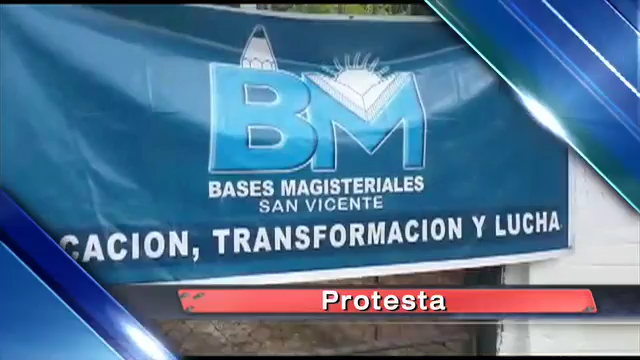 BM
BASES MAGISTERIALES
SAN VICENTE
CACION, TRANSFORMACION Y LUCHA
Protesta